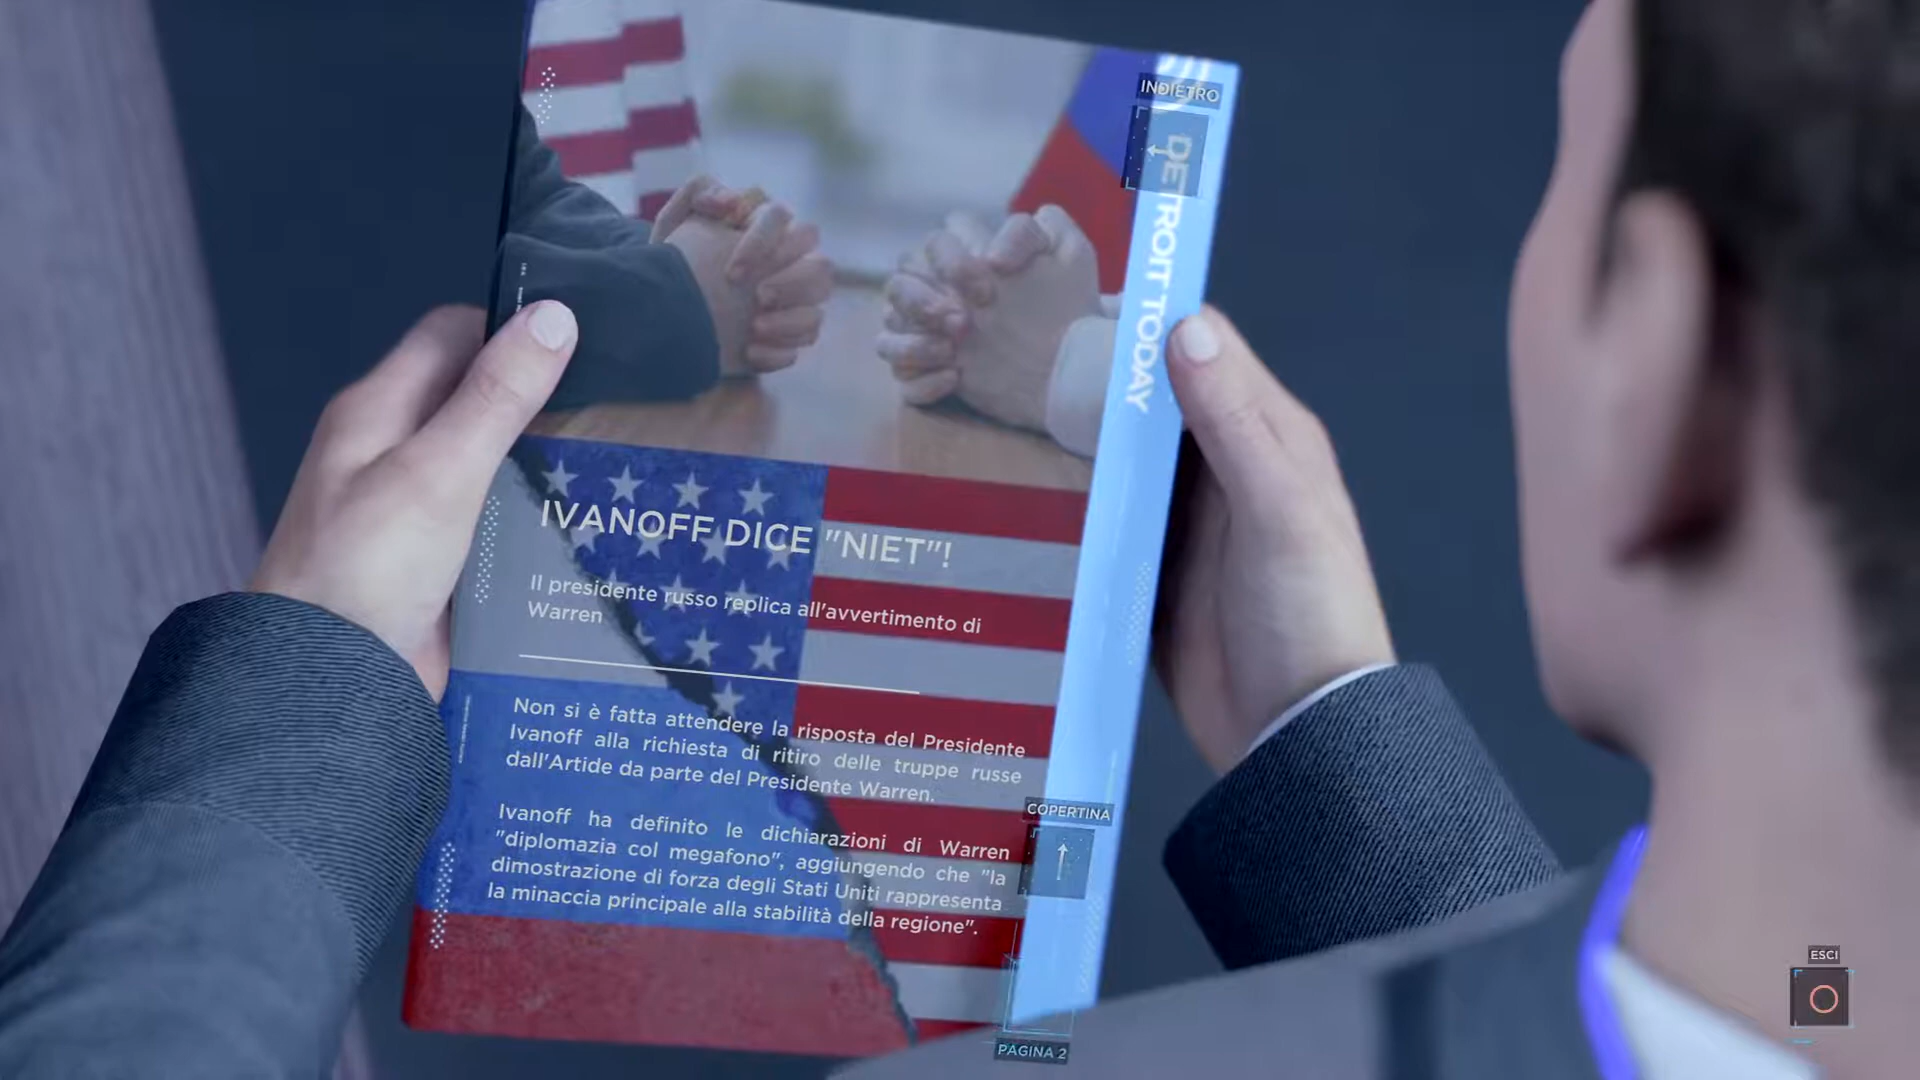 INDIETRO
DETROIT TODAY
IVANOFF DICE "NIET"!
Il presidente russo replica all'avvertimento di
Warren
Non si è fatta attendere la risposta del Presidente
Ivanoff alla richiesta di ritiro delle truppe russe
dall'Artide da parte del Presidente Warren.
Ivanoff ha definito le dichiarazioni di Warren
"diplomazia col megafono", aggiungendo che "la
dimostrazione di forza degli Stati Uniti rappresenta
la minaccia principale alla stabilità della regione".
COPERTINA
PAGINA 2
ESCI